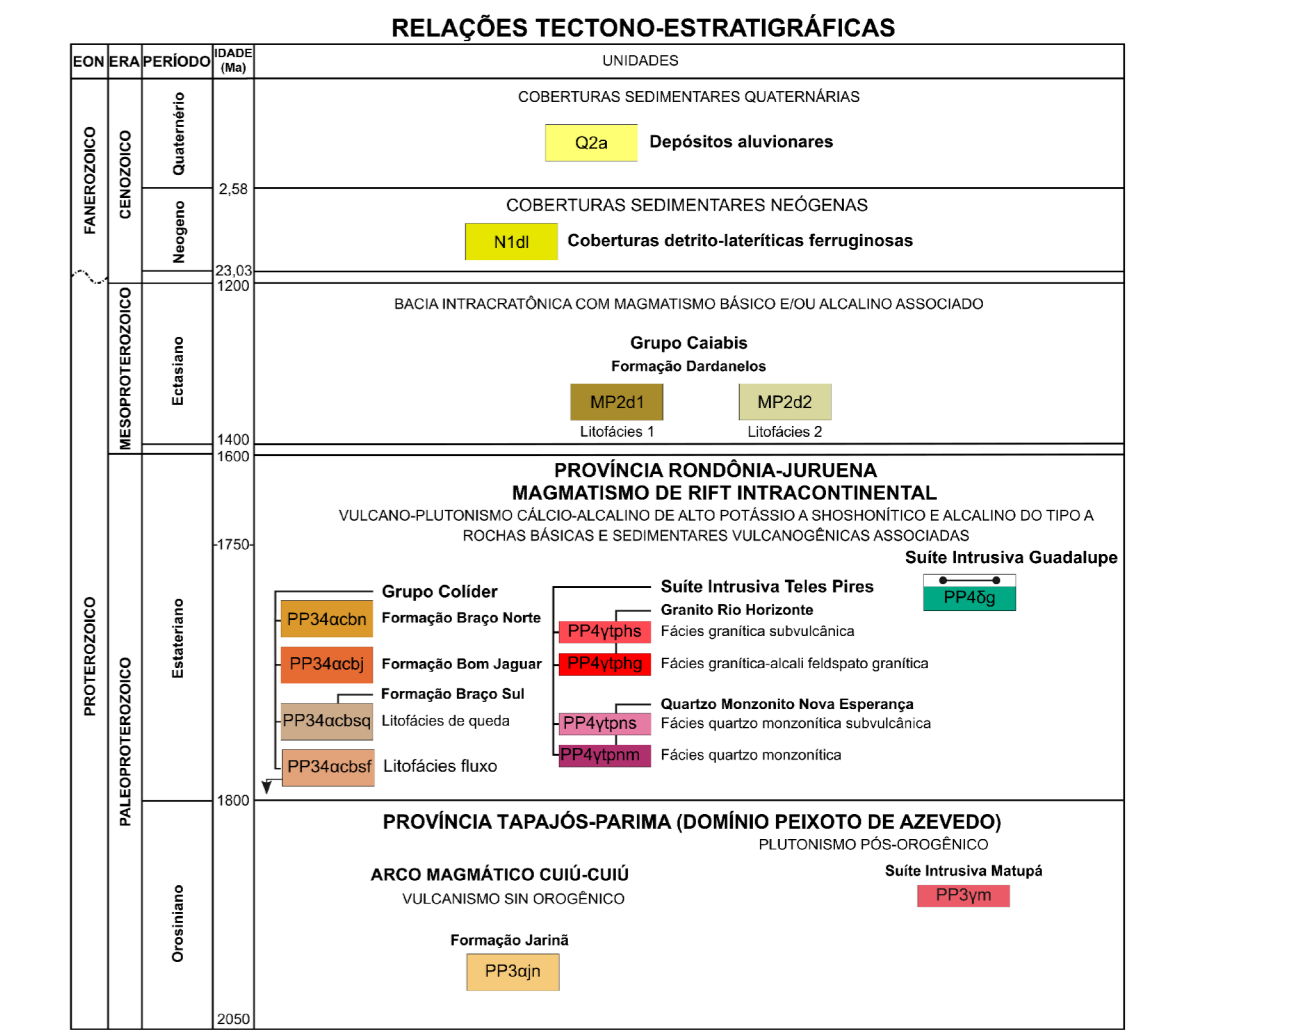 RELAÇÕES TECTONO-ESTRATIGRÁFICAS
EON ERA PERÍODO IDADE (Ma) UNIDADES
FANEROZOICO
CENOZOICO
Quaternério
COBERTURAS SEDIMENTARES QUATERNÁRIAS
Q2a Depósitos aluvionares
2,58
Neogeno
COBERTURAS SEDIMENTARES NEÓGENAS
N1dl Coberturas detrito-lateríticas ferruginosas
23,03
1200
PROTEROZOICO
MESOPROTEROZOICO
Ectasiano
BACIA INTRACRATÔNICA COM MAGMATISMO BÁSICO E/OU ALCALINO ASSOCIADO
Grupo Caiabis
Formação Dardanelos
MP2d1 MP2d2
Litofácies 1 Litofácies 2
1400
1600
PALEOPROTEROZOICO
Estateriano
PROVÍNCIA RONDÔNIA-JURUENA
MAGMATISMO DE RIFT INTRACONTINENTAL
VULCANO-PLUTONISMO CÁLCIO-ALCALINO DE ALTO POTÁSSIO A SHOSHONÍTICO E ALCALINO DO TIPO A
ROCHAS BÁSICAS E SEDIMENTARES VULCANOGÊNICAS ASSOCIADAS
1750
Suíte Intrusiva Guadalupe
PP4δg
Grupo Colíder
PP34αcbn Formação Braço Norte
PP34αcbj Formação Bom Jaguar
Formação Braço Sul
PP34αcbsq Litofácies de queda
PP34αcbsf Litofácies fluxo
Suíte Intrusiva Teles Pires
Granito Rio Horizonte
PP4γtphs Fácies granítica subvulcânica
PP4γtphg Fácies granítica-alcali feldspato granítica
Quartzo Monzonito Nova Esperança
PP4γtpns Fácies quartzo monzonítica subvulcânica
PP4γtpnm Fácies quartzo monzonítica
1800
Orosiniano
PROVÍNCIA TAPAJÓS-PARIMA (DOMÍNIO PEIXOTO DE AZEVEDO)
PLUTONISMO PÓS-OROGÊNICO
Suíte Intrusiva Matupá
PP3γm
ARCO MAGMÁTICO CUIÚ-CUIÚ
VULCANISMO SIN OROGÊNICO
Formação Jarinã
PP3αjn
2050